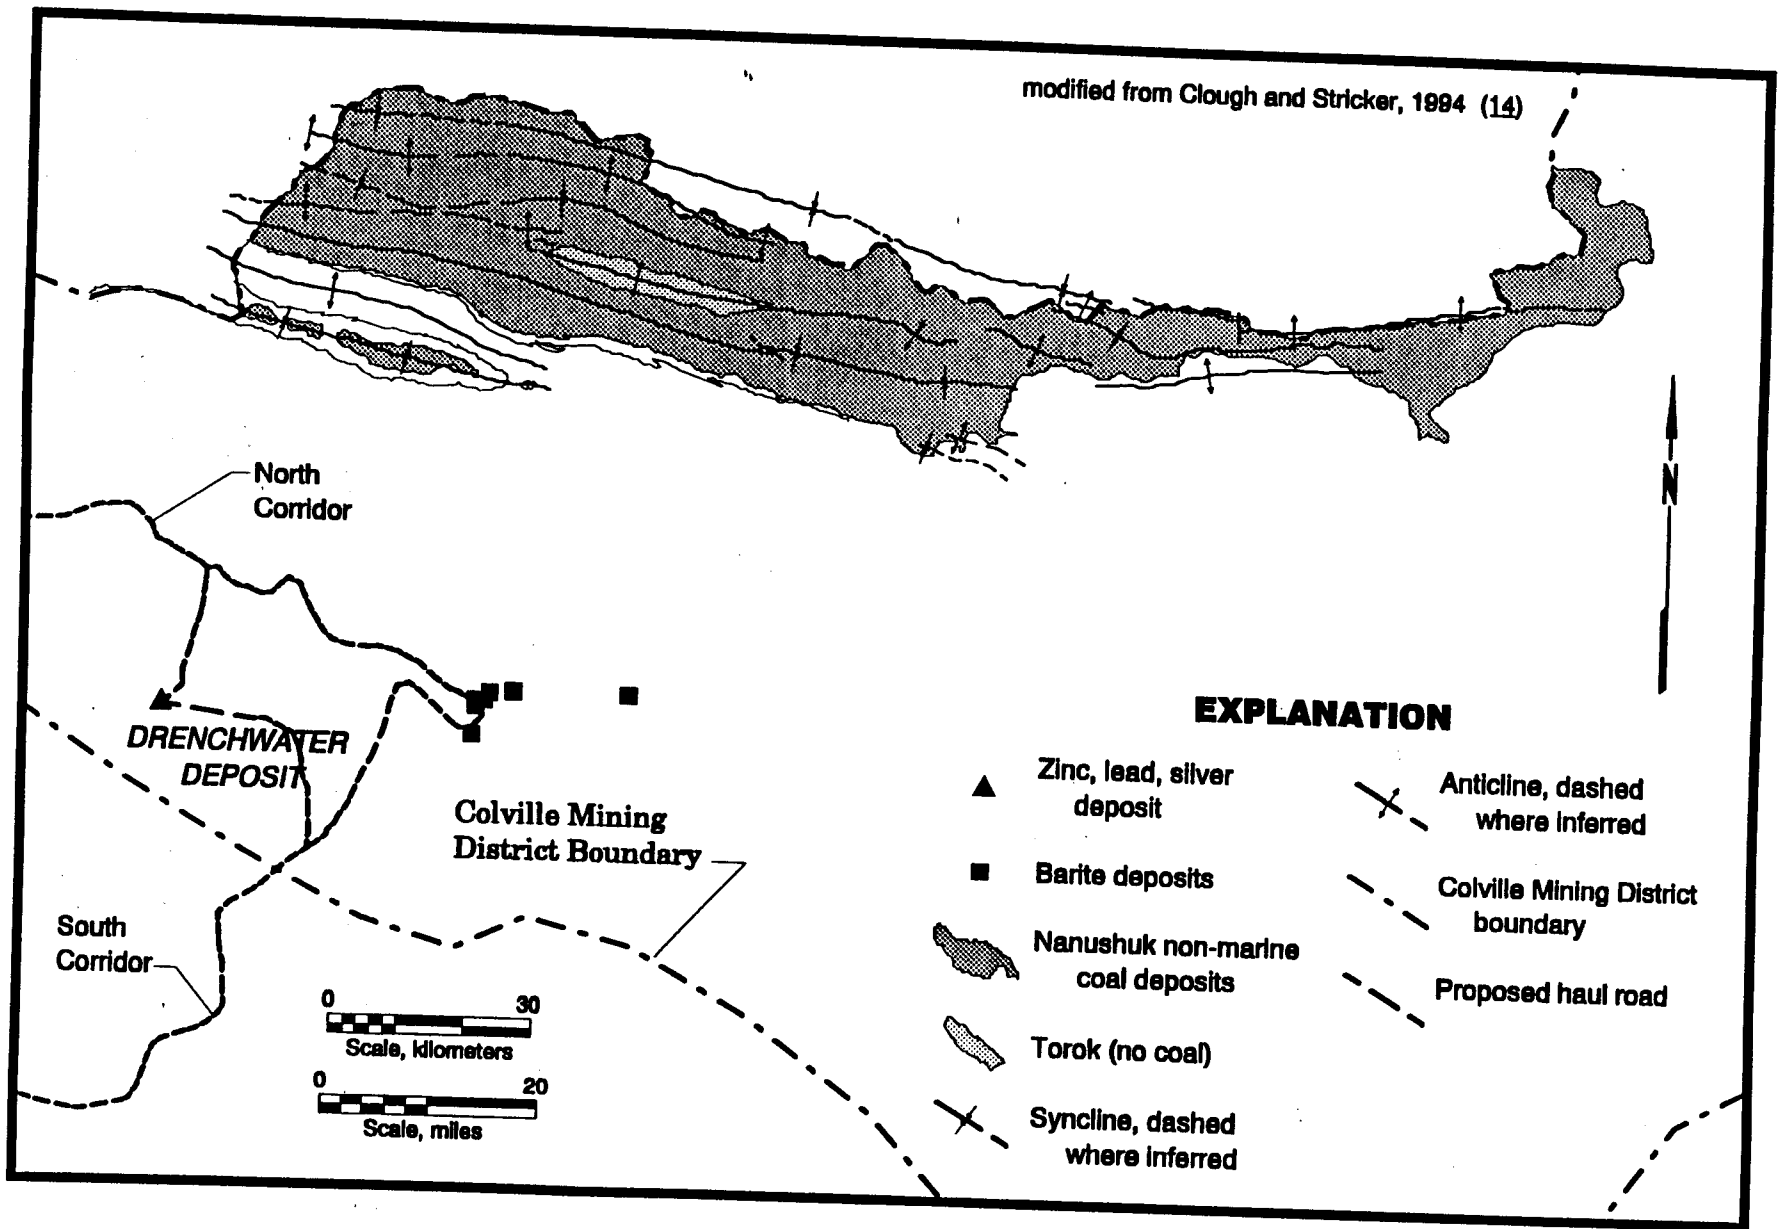 modified from Clough and Stricker, 1994 (14)
North
Corridor
N
DRENCHWATER
DEPOSIT
Colville Mining
District Boundary
South
Corridor
0 30
Scale, kilometers
0 20
Scale, miles
EXPLANATION
Zinc, lead, silver
deposit
Barite deposits
Nanushuk non-marine
coal deposits
Torok (no coal)
Syncline, dashed
where inferred
Anticline, dashed
where inferred
Colville Mining District
boundary
Proposed haul road